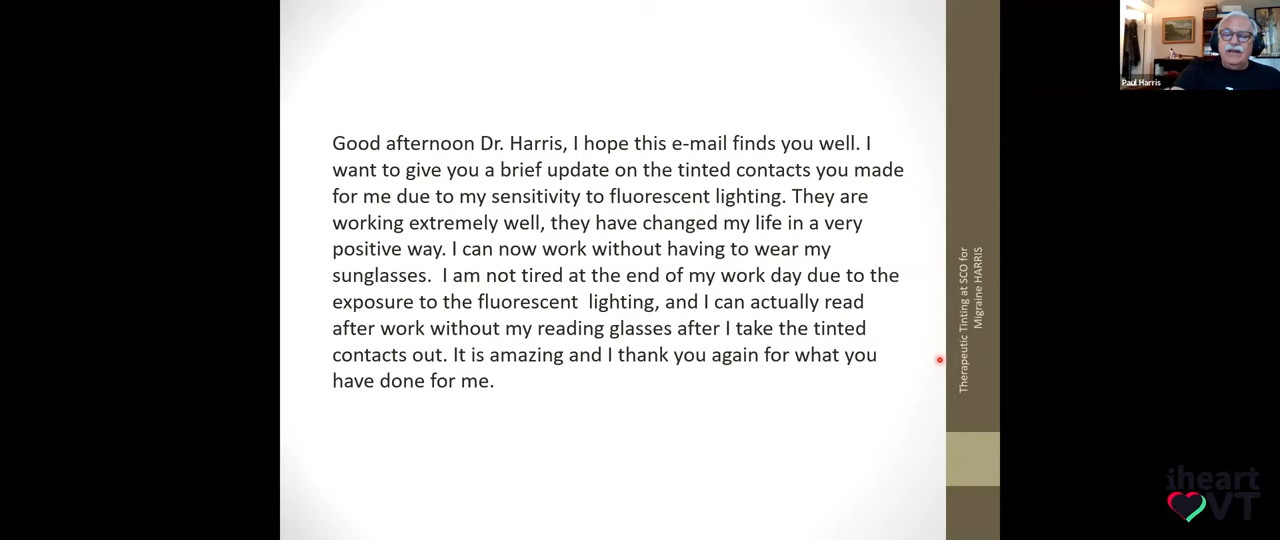 Good afternoon Dr. Harris, I hope this e-mail finds you well. I
want to give you a brief update on the tinted contacts you made
for me due to my sensitivity to fluorescent lighting. They are
working extremely well, they have changed my life in a very
positive way. I can now work without having to wear my
sunglasses.  I am not tired at the end of my work day due to the
exposure to the fluorescent  lighting, and I can actually read
after work without my reading glasses after I take the tinted
contacts out. It is amazing and I thank you again for what you
have done for me.
Therapeutic Tinting at SCO for
Migraine HARRIS
Paul Harris
iheart
VT